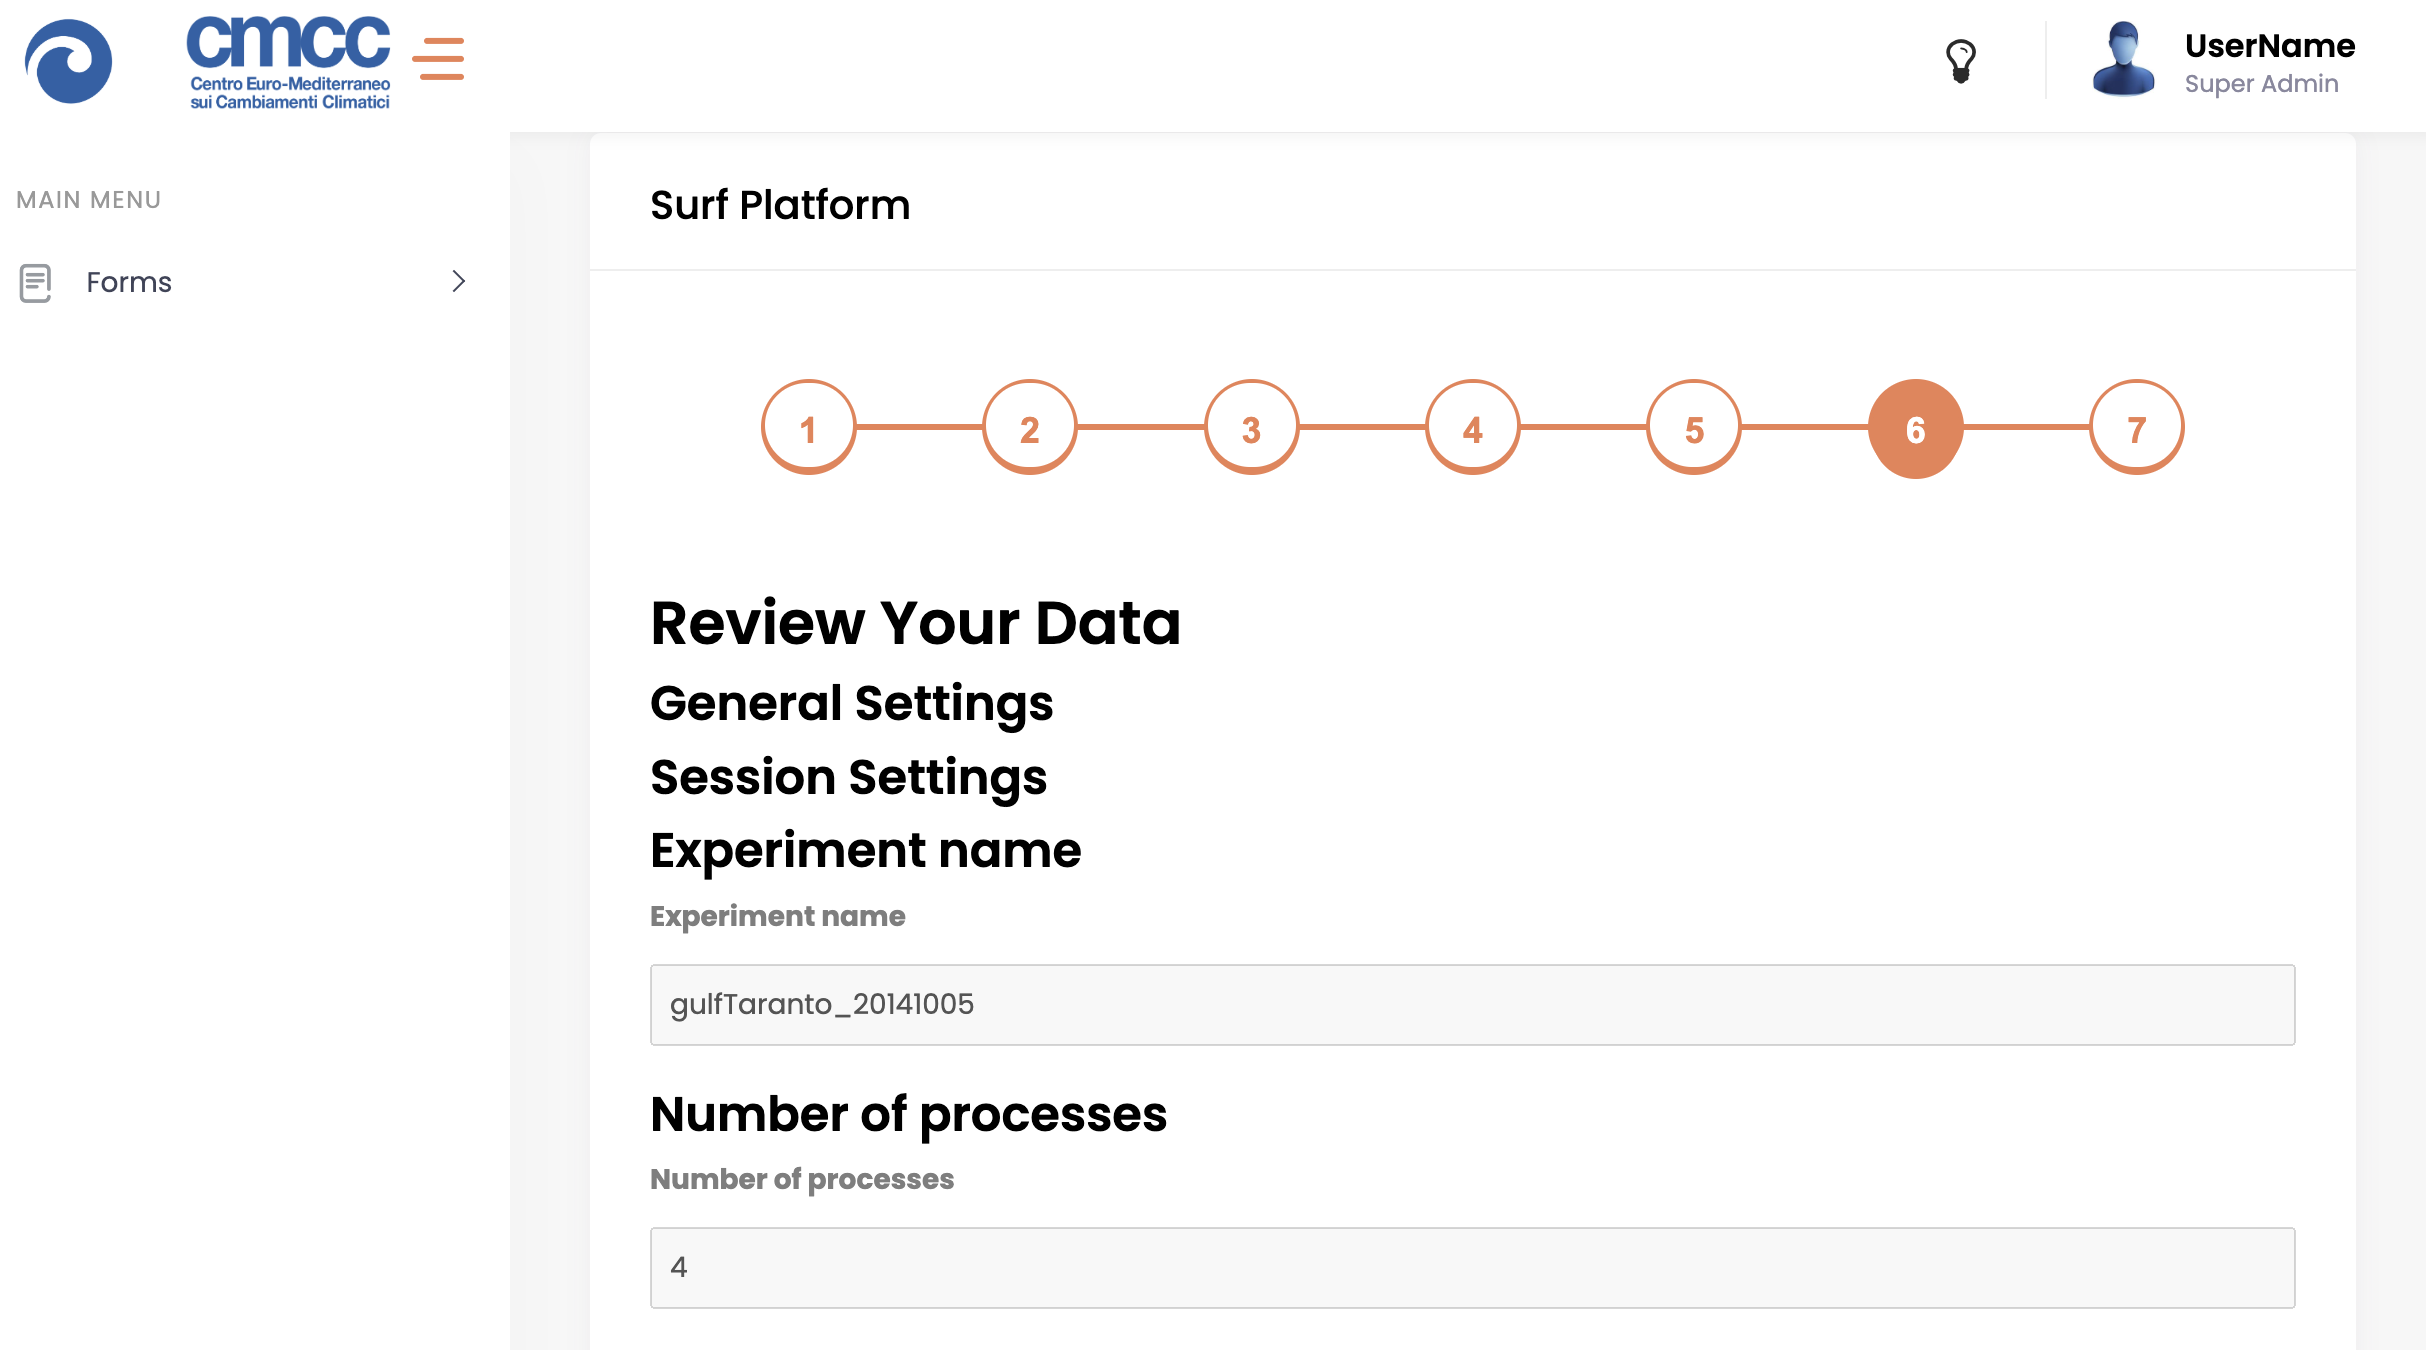 cmcc
Centro Euro-Mediterraneo
sui Cambiamenti Climatici
UserName
Super Admin
MAIN MENU
Forms
Surf Platform
1 2 3 4 5 6 7
Review Your Data
General Settings
Session Settings
Experiment name
Experiment name
gulfTaranto_20141005
Number of processes
Number of processes
4